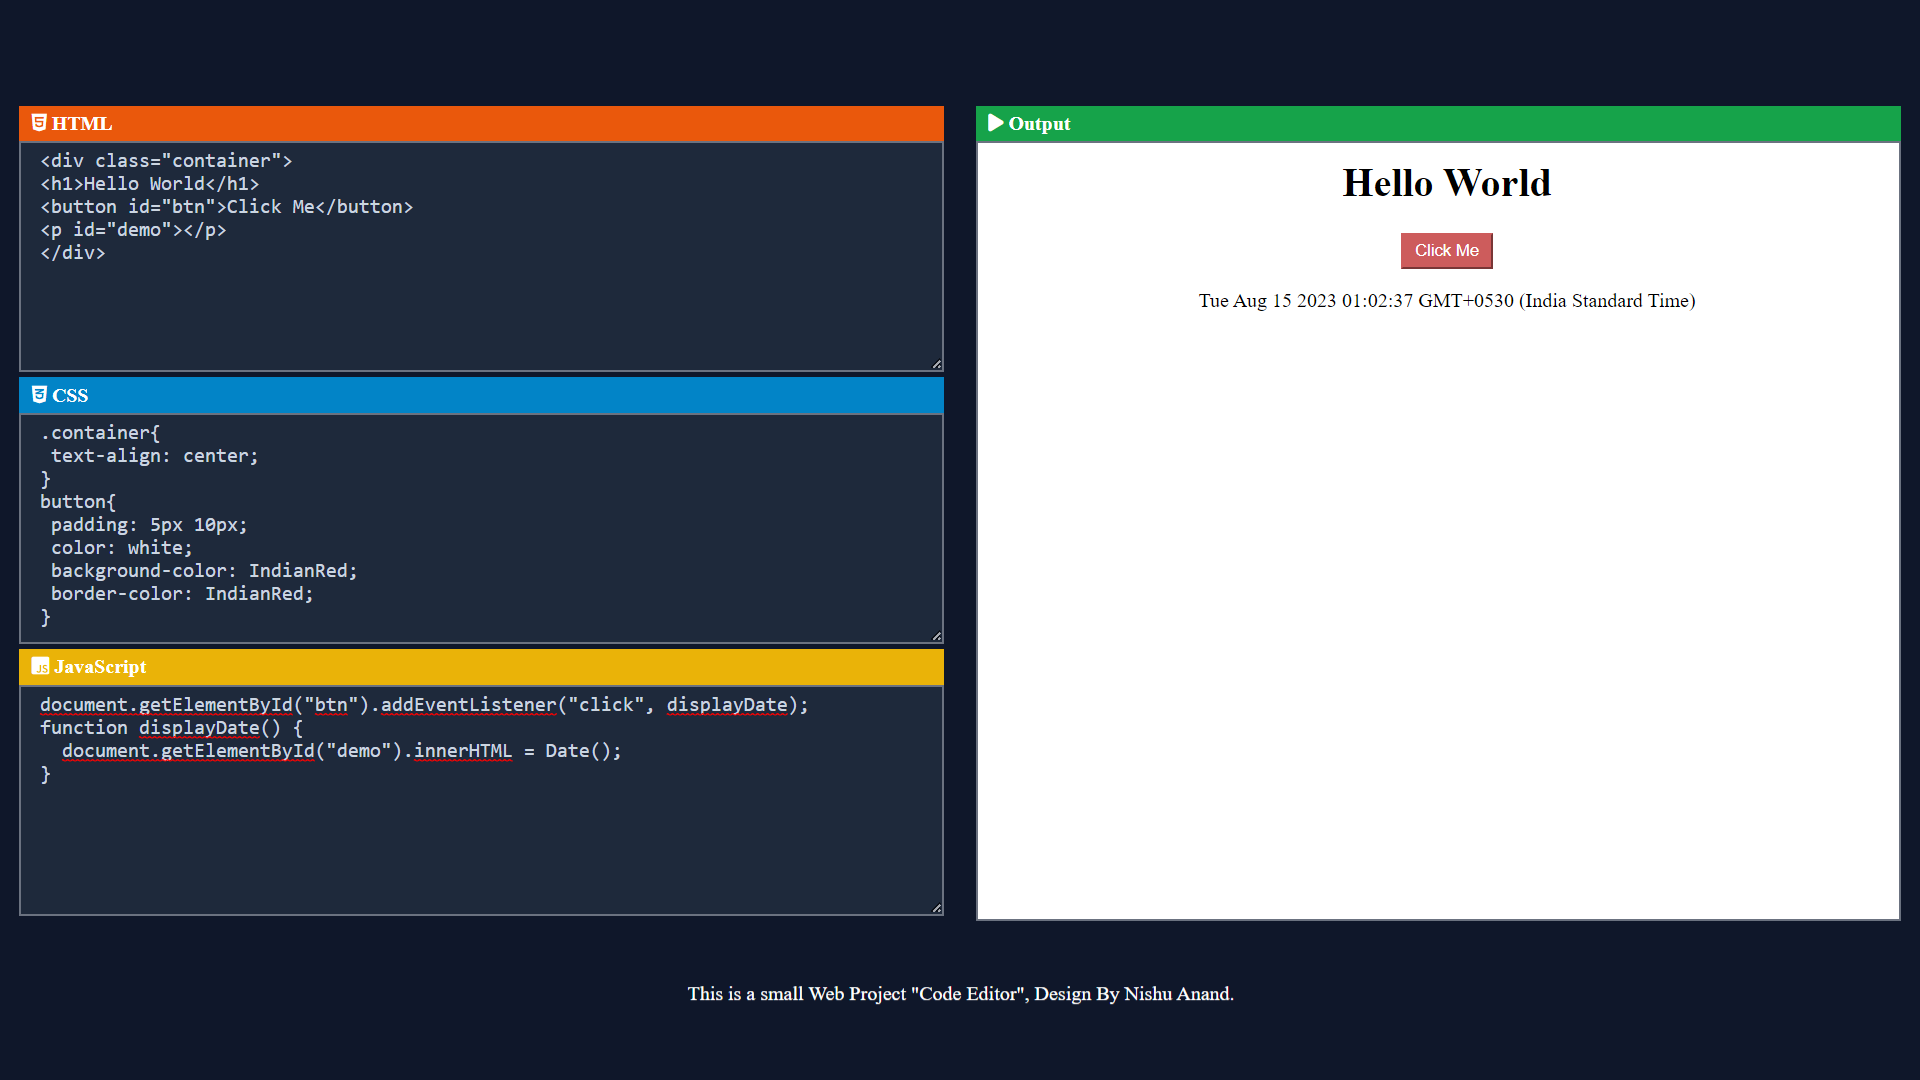 HTML
<div class="container">
<h1>Hello World</h1>
<button id="btn">Click Me</button>
<p id="demo"></p>
</div>
CSS
.container{
 text-align: center;
}
button{
 padding: 5px 10px;
 color: white;
 background-color: IndianRed;
 border-color: IndianRed;
}
JS JavaScript
document.getElementById("btn").addEventListener("click", displayDate);
function displayDate() {
  document.getElementById("demo").innerHTML = Date();
}
Output
Hello World
Click Me
Tue Aug 15 2023 01:02:37 GMT+0530 (India Standard Time)
This is a small Web Project "Code Editor", Design By Nishu Anand.